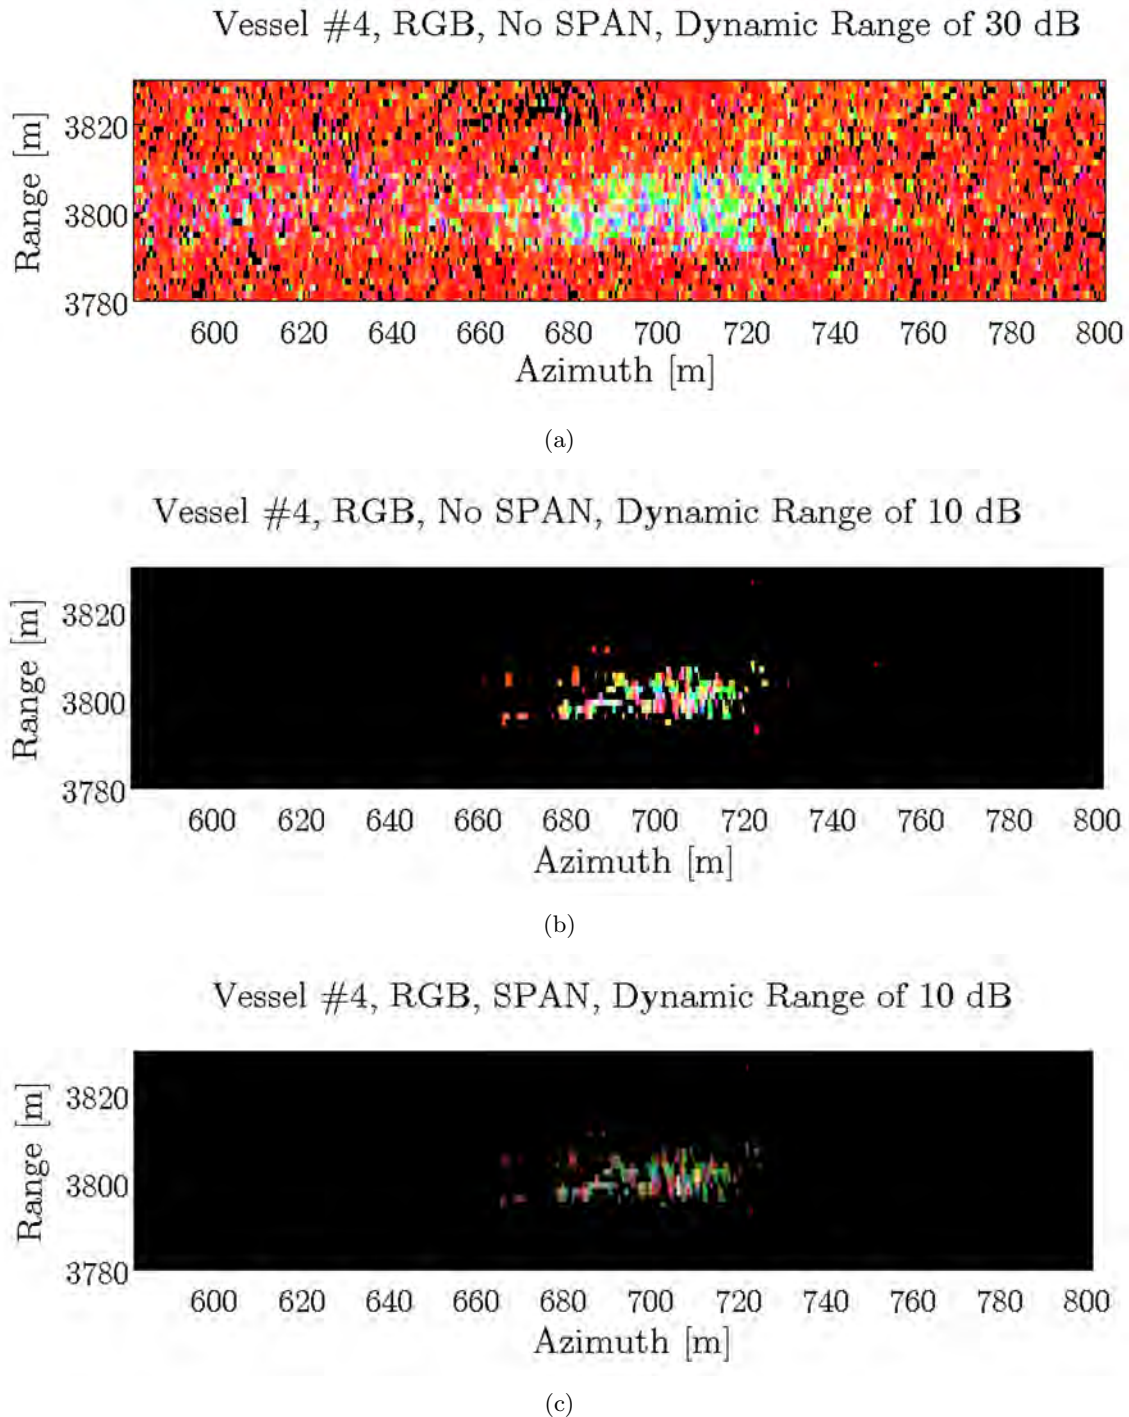 Vessel #4, RGB, No SPAN, Dynamic Range of 30 dB
Range [m]
3820
3800
3780
600 620 640 660 680 700 720 740 760 780 800
Azimuth [m]
(a)
Vessel #4, RGB, No SPAN, Dynamic Range of 10 dB
Range [m]
3820
3800
3780
600 620 640 660 680 700 720 740 760 780 800
Azimuth [m]
(b)
Vessel #4, RGB, SPAN, Dynamic Range of 10 dB
Range [m]
3820
3800
3780
600 620 640 660 680 700 720 740 760 780 800
Azimuth [m]
(c)